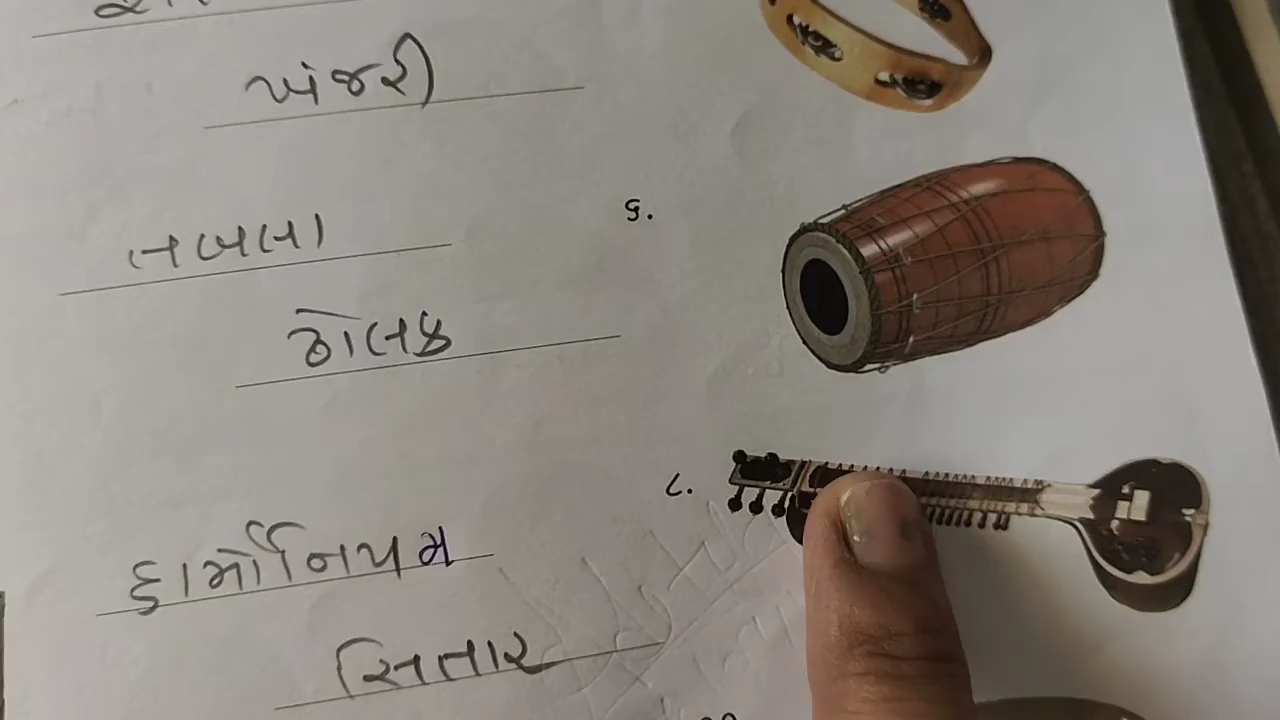 ખંજરી
તબલા
૬.
ઢોલક
૮.
હાર્મોનિયમ
સિતાર